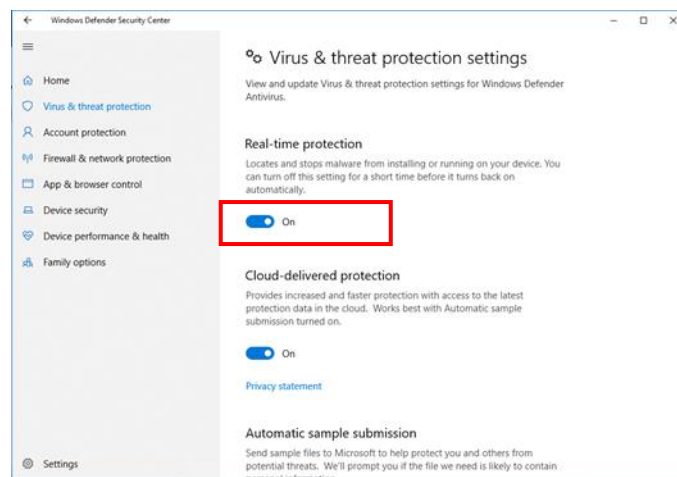 Windows Defender Security Center
Home
Virus & threat protection
Account protection
Firewall & network protection
App & browser control
Device security
Device performance & health
Family options
Settings
Virus & threat protection settings
View and update Virus & threat protection settings for Windows Defender
Antivirus.
Real-time protection
Locates and stops malware from installing or running on your device. You
can turn off this setting for a short time before it turns back on
automatically.
On
Cloud-delivered protection
Provides increased and faster protection with access to the latest
protection data in the cloud. Works best with Automatic sample
submission turned on.
On
Privacy statement
Automatic sample submission
Send sample files to Microsoft to help protect you and others from
potential threats. We'll prompt you if the file we need is likely to contain